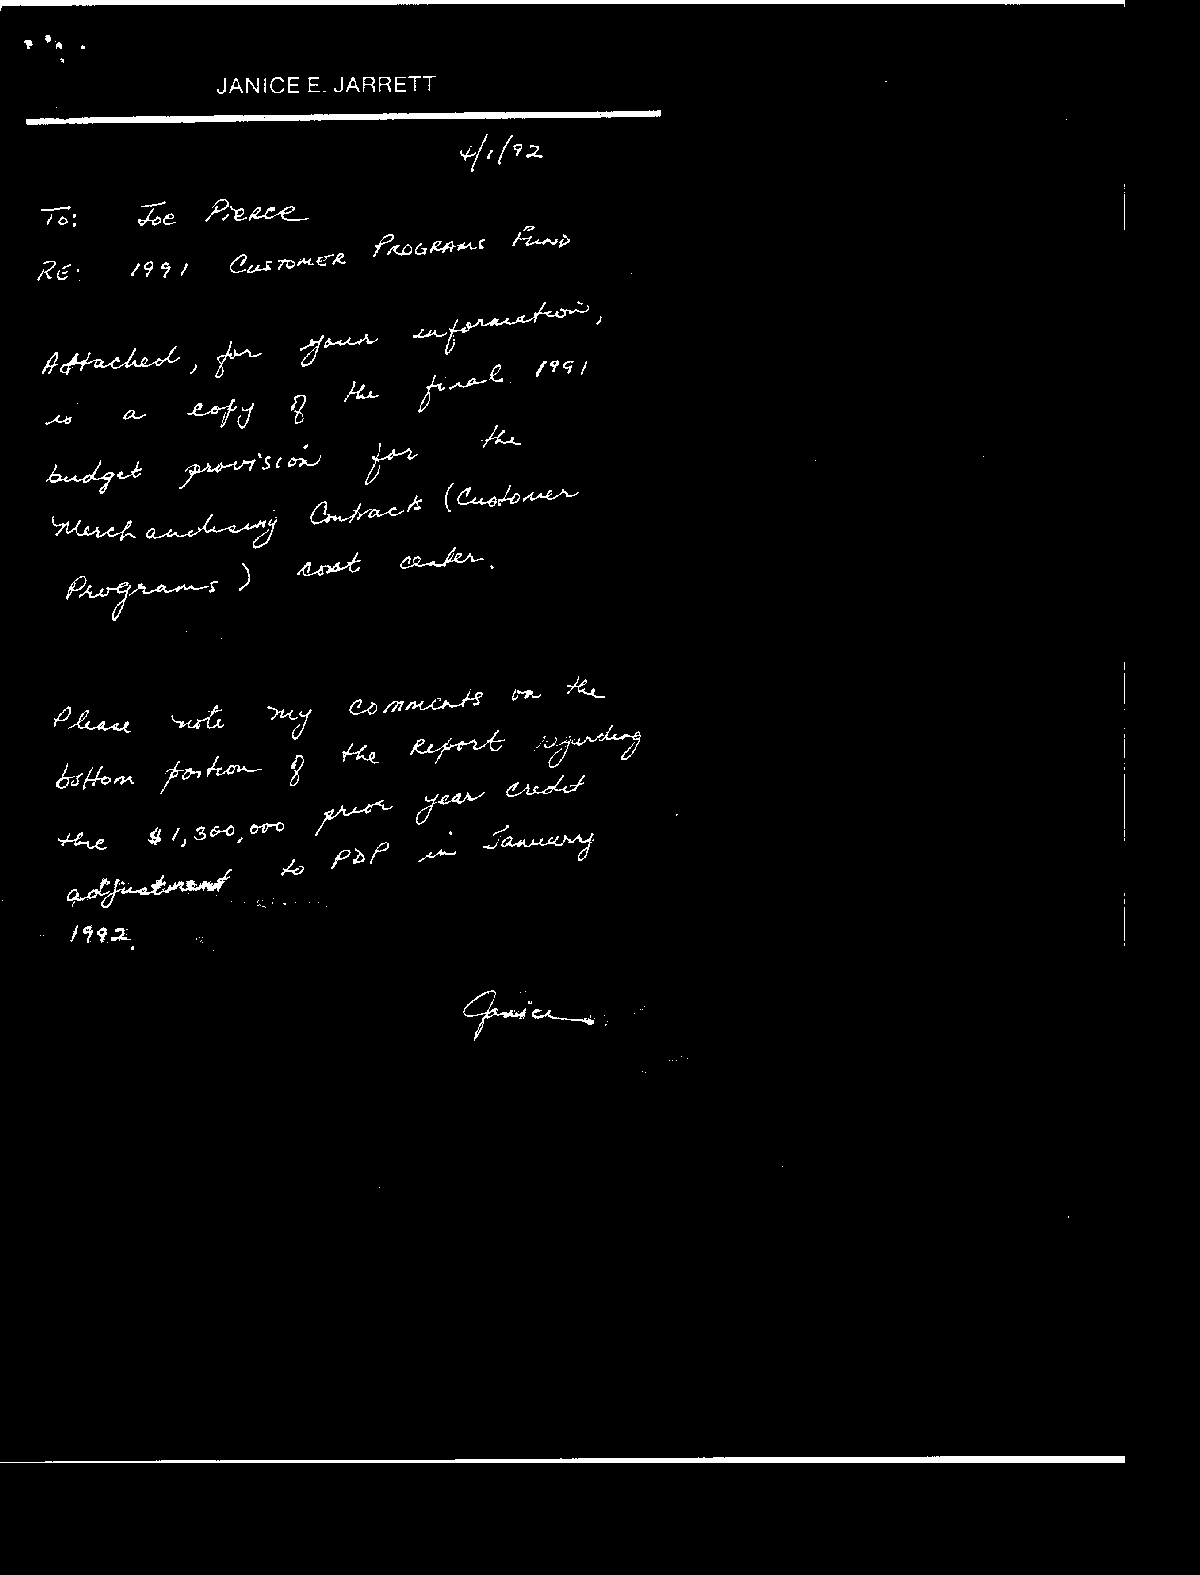 JANICE E. JARRETT
4/1/92
To: Joe Pierce
RE: 1991 CUSTOMER PROGRAMS FUND
Attached, for your information,
is a copy of the final 1991
budget provision for the
Merchandising Contracts (Customer
Programs) cost center.
Please note my comments on the
bottom portion of the Report regarding
the $1,300,000 prior year credit
adjustment to PDP in January
1992.
Janice